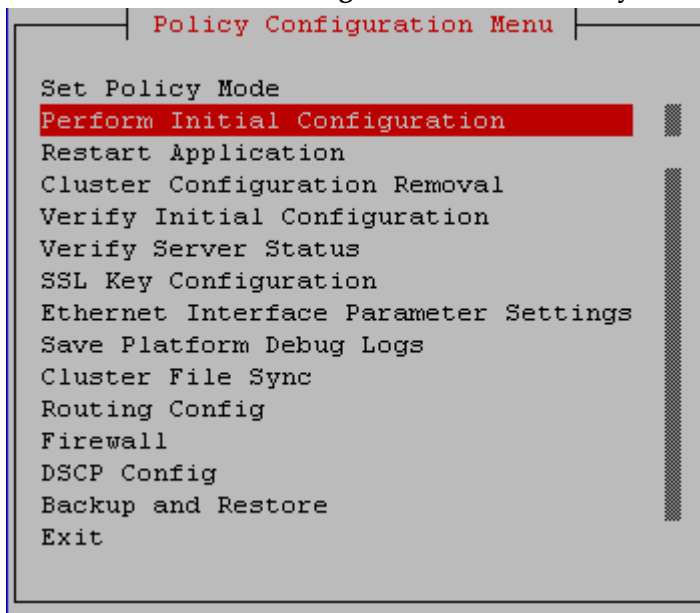 Policy Configuration Menu
Set Policy Mode
Perform Initial Configuration
Restart Application
Cluster Configuration Removal
Verify Initial Configuration
Verify Server Status
SSL Key Configuration
Ethernet Interface Parameter Settings
Save Platform Debug Logs
Cluster File Sync
Routing Config
Firewall
DSCP Config
Backup and Restore
Exit